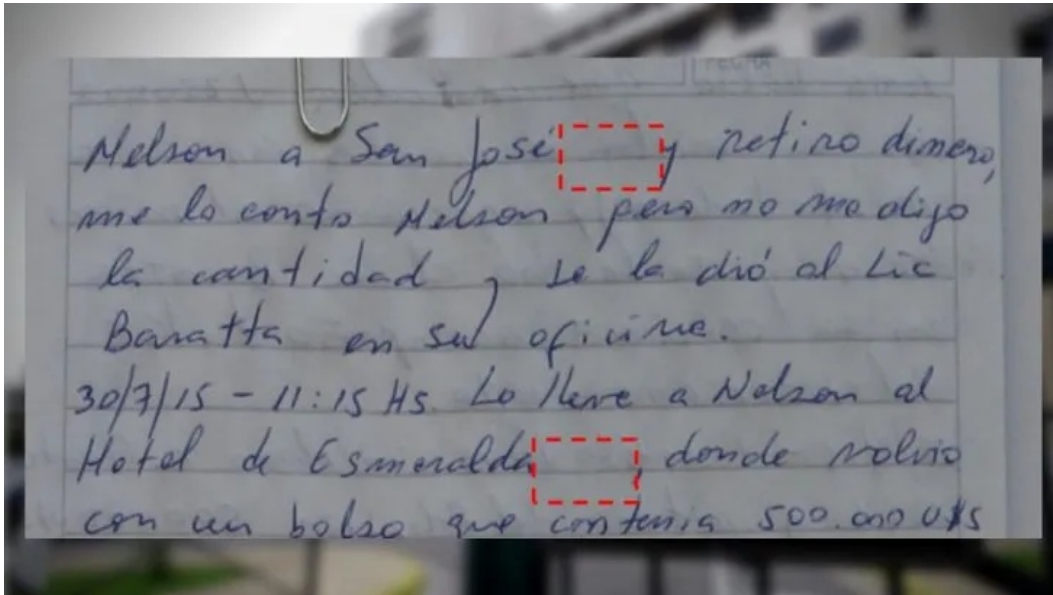 FECHA
Nelson a San José y retiro dinero,
me lo conto Nelson pero no me dijo
la cantidad y se la dió al Lic
Baratta en su oficina.
30/7/15 - 11:15 Hs. Lo lleve a Nelson al
Hotel de Esmeralda, donde volvio
con un bolso que contenia 500.000 U$S